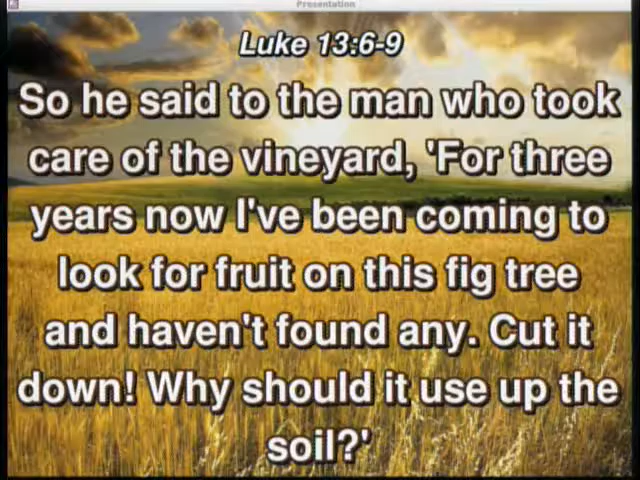 Presentation
Luke 13:6-9
So he said to the man who took
care of the vineyard, 'For three
years now I've been coming to
look for fruit on this fig tree
and haven't found any. Cut it
down! Why should it use up the
soil?'